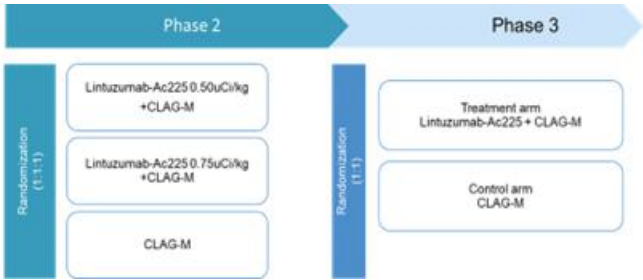 Phase 2
Phase 3
Randomization
(1:1:1)
Lintuzumab-Ac225 0.50uCi/kg
+CLAG-M
Lintuzumab-Ac225 0.75uCi/kg
+CLAG-M
CLAG-M
Randomization
(1:1)
Treatment arm
Lintuzumab-Ac225 + CLAG-M
Control arm
CLAG-M